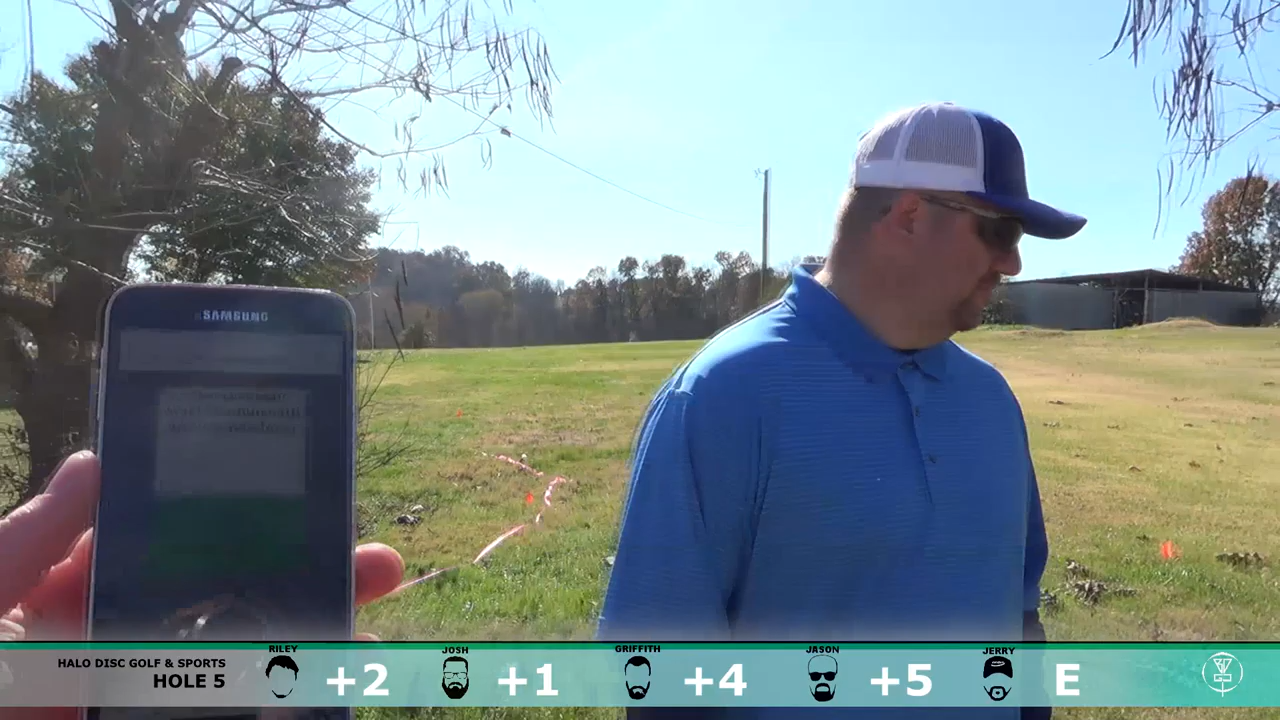 SAMSUNG
HALO DISC GOLF & SPORTS
HOLE 5
RILEY
+2
JOSH
+1
GRIFFITH
+4
JASON
+5
JERRY
E